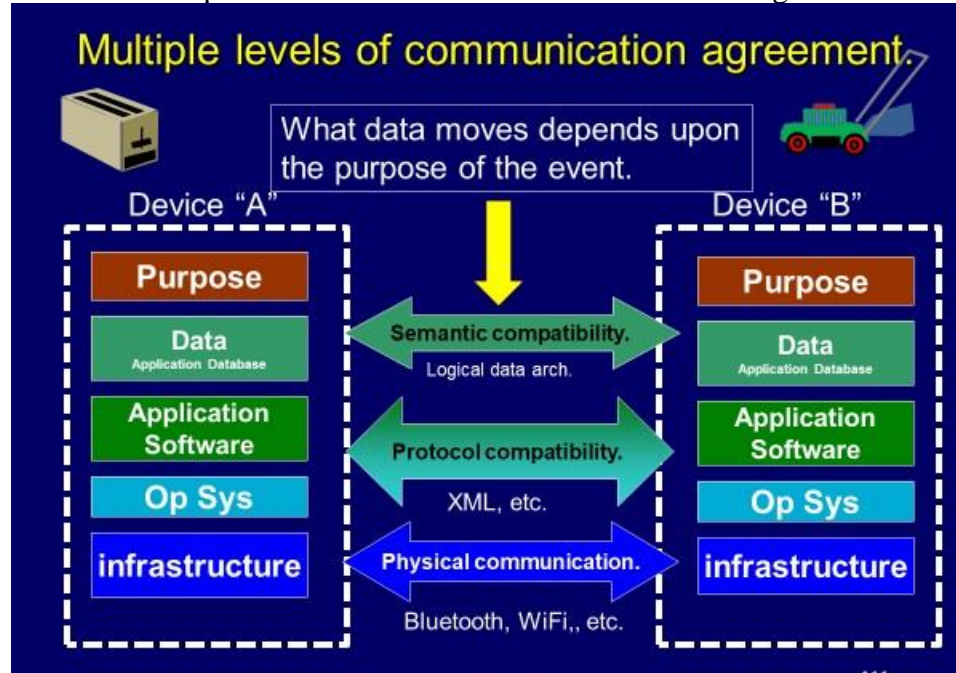 Multiple levels of communication agreement.
What data moves depends upon
the purpose of the event.
Device “A”
Device “B”
Purpose
Data
Application Database
Application
Software
Op Sys
infrastructure
Semantic compatibility.
Logical data arch.
Protocol compatibility.
XML, etc.
Physical communication.
Bluetooth, WiFi,, etc.
Purpose
Data
Application Database
Application
Software
Op Sys
infrastructure